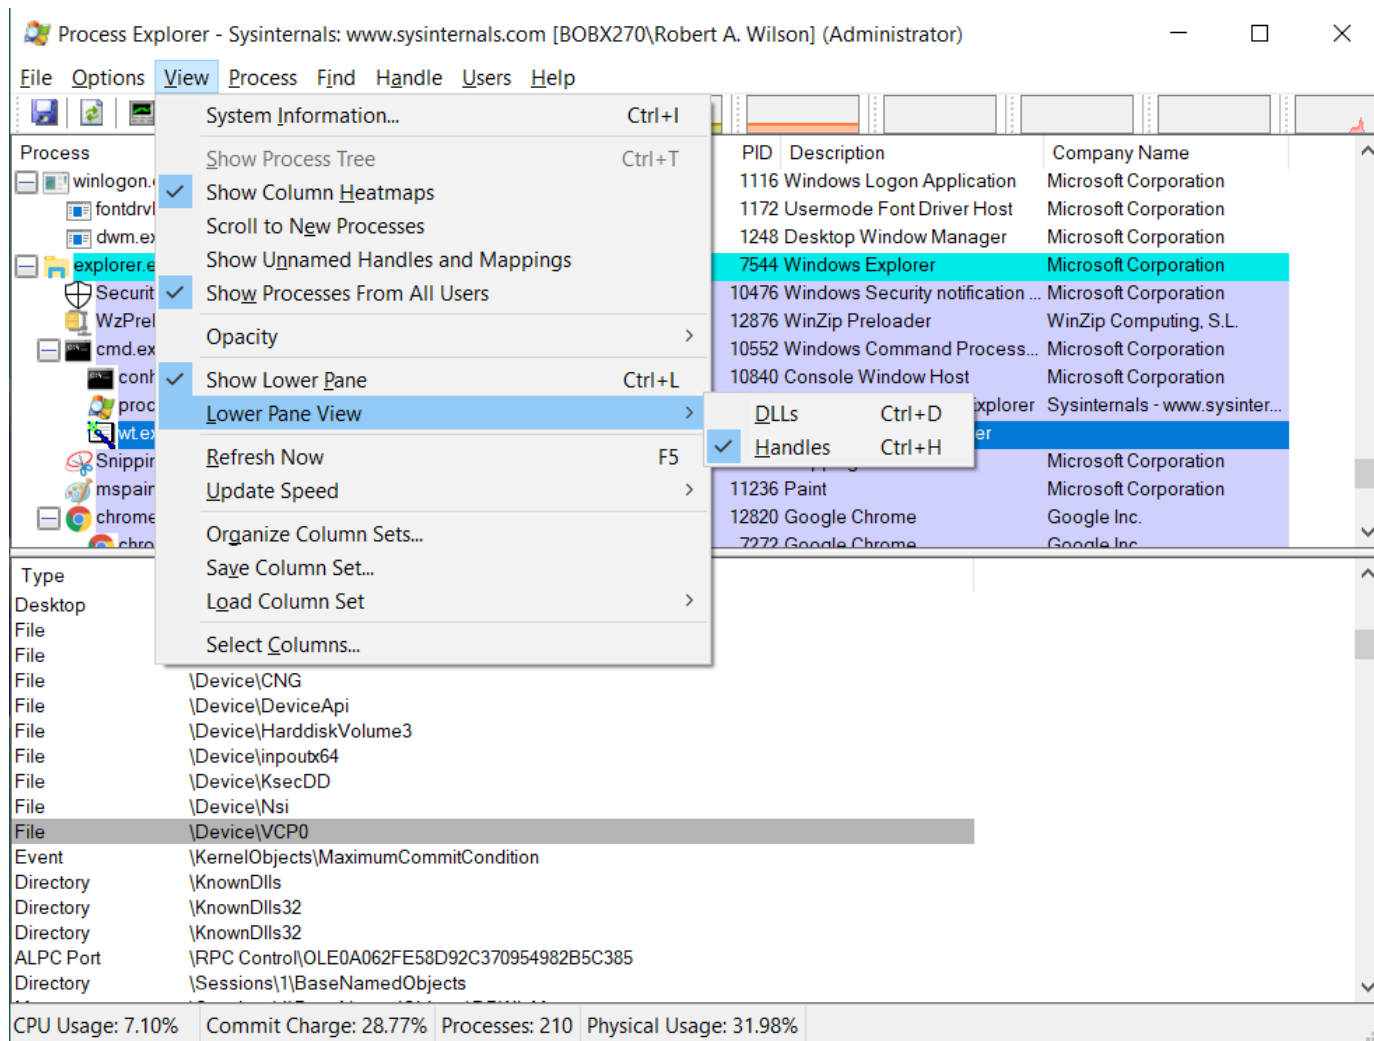 Process Explorer - Sysinternals: www.sysinternals.com [BOBX270\Robert A. Wilson] (Administrator)
File Options View Process Find Handle Users Help
System Information... Ctrl+I
Show Process Tree Ctrl+T
Show Column Heatmaps
Scroll to New Processes
Show Unnamed Handles and Mappings
Show Processes From All Users
Opacity
Show Lower Pane Ctrl+L
Lower Pane View
Refresh Now F5
Update Speed
Organize Column Sets...
Save Column Set...
Load Column Set
Select Columns...
DLLs Ctrl+D
Handles Ctrl+H
Process PID Description Company Name
winlogon. 1116 Windows Logon Application Microsoft Corporation
fontdrv 1172 Usermode Font Driver Host Microsoft Corporation
dwm.ex 1248 Desktop Window Manager Microsoft Corporation
explorer.e 7544 Windows Explorer Microsoft Corporation
Securit 10476 Windows Security notification ... Microsoft Corporation
WzPrel 12876 WinZip Preloader WinZip Computing, S.L.
cmd.ex 10552 Windows Command Process... Microsoft Corporation
conh 10840 Console Window Host Microsoft Corporation
proc xplorer Sysinternals - www.sysinter...
wt.ex er
Snippin Microsoft Corporation
mspain 11236 Paint Microsoft Corporation
chrome 12820 Google Chrome Google Inc.
chro 7272 Google Chrome Google Inc
Type
Desktop
File
File
File \Device\CNG
File \Device\DeviceApi
File \Device\HarddiskVolume3
File \Device\inpoutx64
File \Device\KsecDD
File \Device\Nsi
File \Device\VCP0
Event \KernelObjects\MaximumCommitCondition
Directory \KnownDlls
Directory \KnownDlls32
Directory \KnownDlls32
ALPC Port \RPC Control\OLE0A062FE58D92C370954982B5C385
Directory \Sessions\1\BaseNamedObjects
CPU Usage: 7.10% Commit Charge: 28.77% Processes: 210 Physical Usage: 31.98%